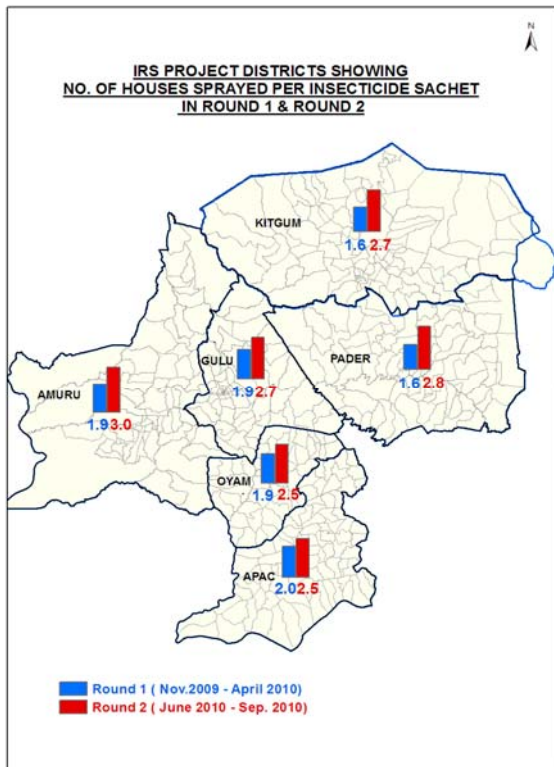 N
IRS PROJECT DISTRICTS SHOWING
NO. OF HOUSES SPRAYED PER INSECTICIDE SACHET
IN ROUND 1 & ROUND 2
KITGUM
1.6 2.7
GULU
1.9 2.7
PADER
1.6 2.8
AMURU
1.9 3.0
OYAM
1.9 2.5
APAC
2.0 2.5
Round 1 ( Nov.2009 - April 2010)
Round 2 ( June 2010 - Sep. 2010)